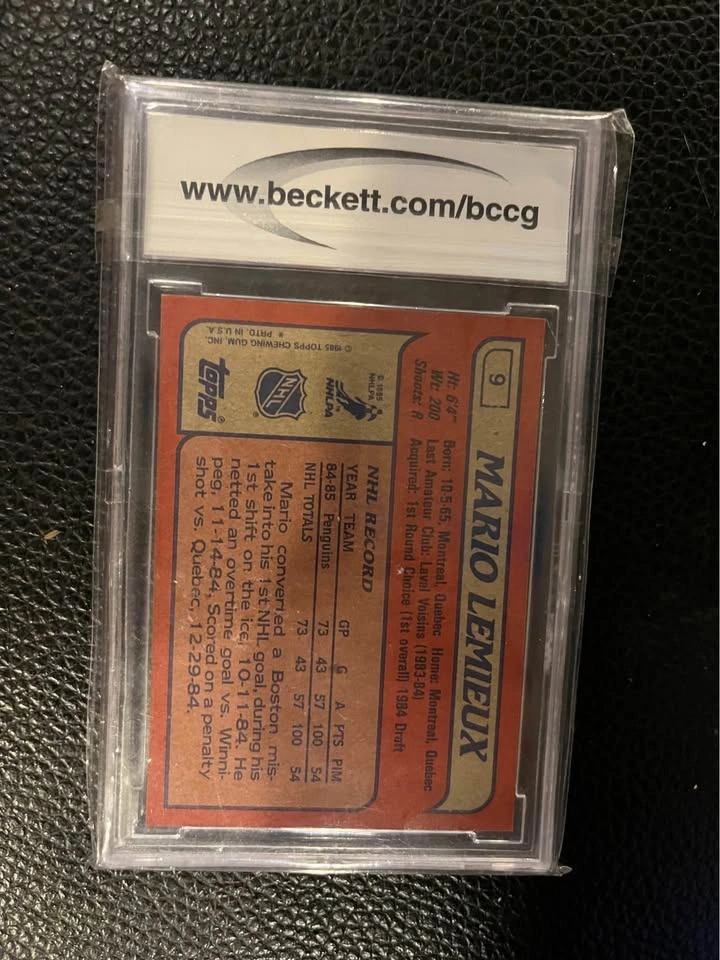 www.beckett.com/bccg
9
MARIO LEMIEUX
Ht: 6'4" Born: 10-5-65, Montreal, Quebec Home: Montreal, Quebec
Wt: 200 Last Amateur Club: Laval Voisins (1983-84)
Shoots: R Acquired: 1st Round Choice (1st overall) 1984 Draft
© 1985
NHLPA
NHLPA
NHL
topps®
© 1985 TOPPS CHEWING GUM, INC.
* PRTD. IN U.S.A.
NHL RECORD
YEAR TEAM GP G A PTS PIM
84-85 Penguins 73 43 57 100 54
NHL TOTALS 73 43 57 100 54
Mario converted a Boston mis-
take into his 1st NHL goal, during his
1st shift on the ice, 10-11-84. He
netted an overtime goal vs. Winni-
peg, 11-14-84. Scored on a penalty
shot vs. Quebec, 12-29-84.